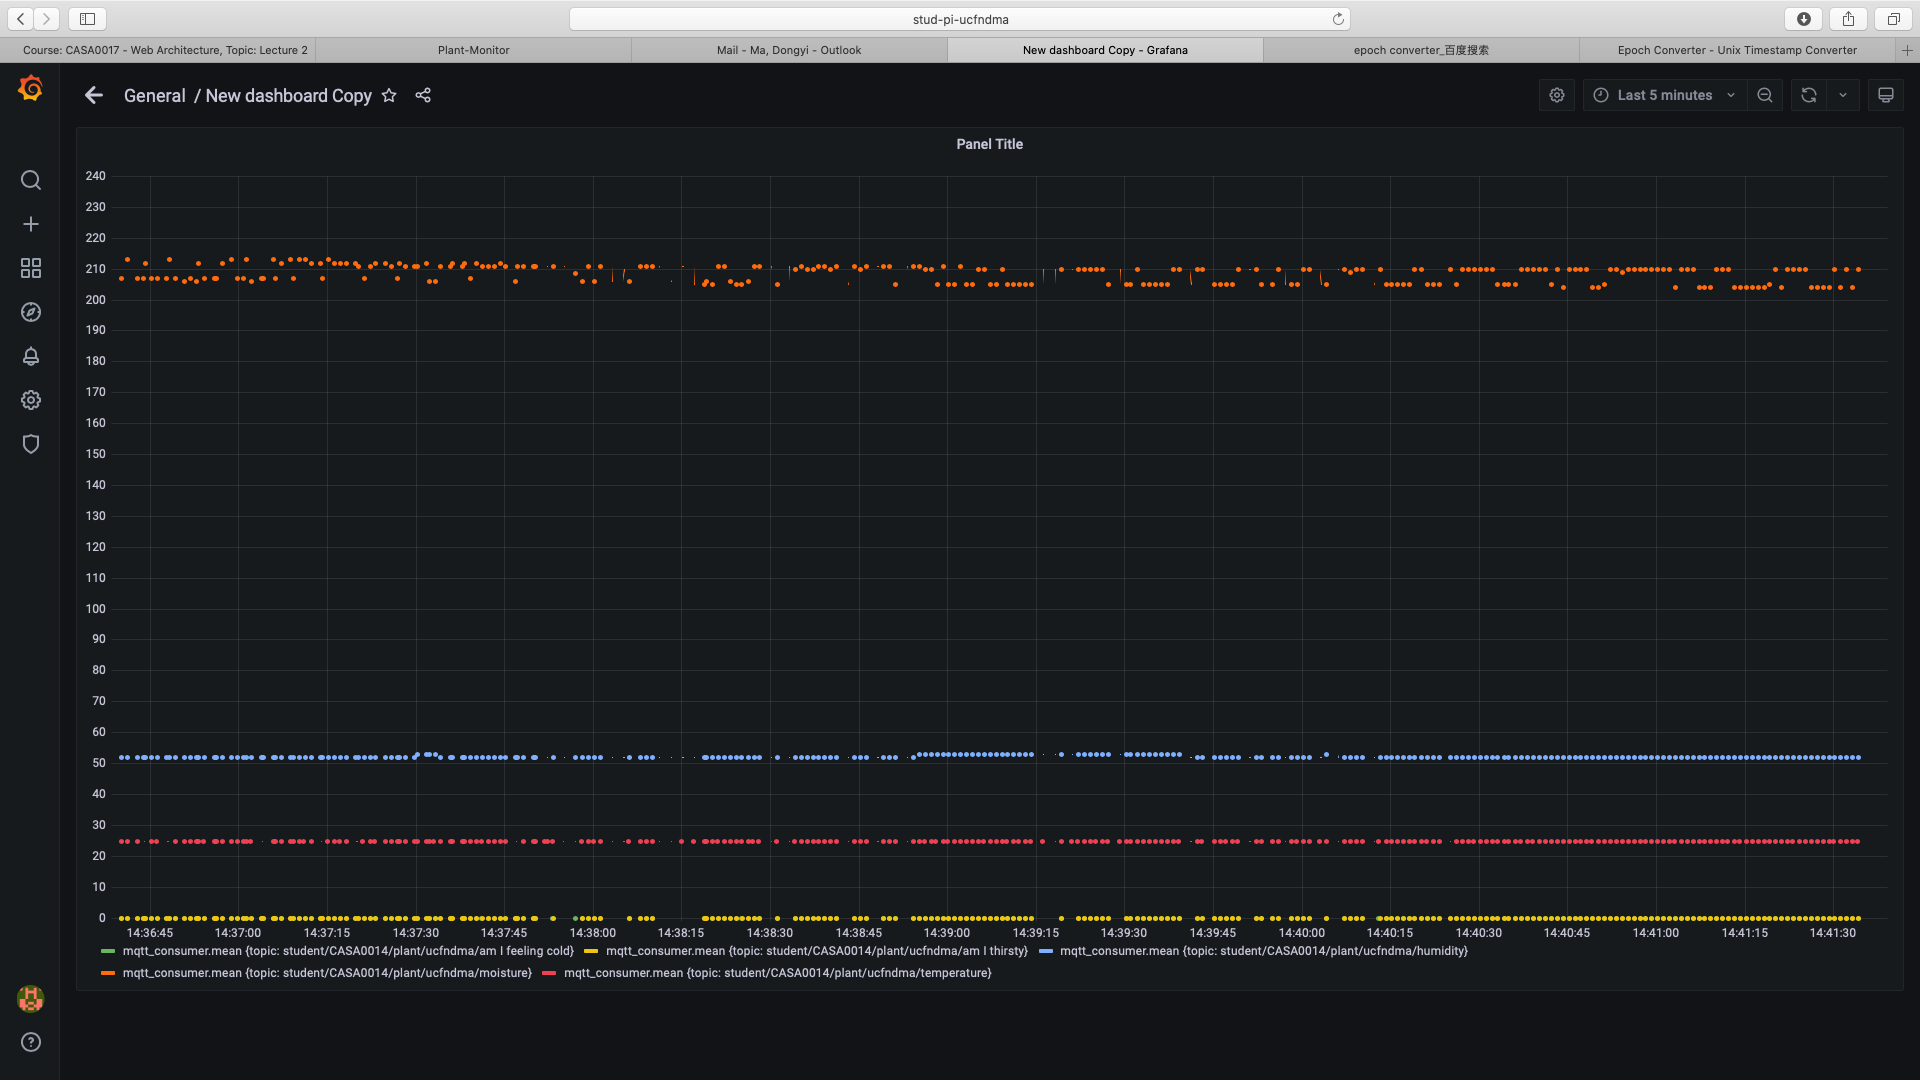 stud-pi-ucfndma
Course: CASA0017 - Web Architecture, Topic: Lecture 2
Plant-Monitor
Mail - Ma, Dongyi - Outlook
New dashboard Copy - Grafana
epoch converter_百度搜索
Epoch Converter - Unix Timestamp Converter
General / New dashboard Copy
Last 5 minutes
Panel Title
240
230
220
210
200
190
180
170
160
150
140
130
120
110
100
90
80
70
60
50
40
30
20
10
0
14:36:45 14:37:00 14:37:15 14:37:30 14:37:45 14:38:00 14:38:15 14:38:30 14:38:45 14:39:00 14:39:15 14:39:30 14:39:45 14:40:00 14:40:15 14:40:30 14:40:45 14:41:00 14:41:15 14:41:30
mqtt_consumer.mean {topic: student/CASA0014/plant/ucfndma/am I feeling cold} mqtt_consumer.mean {topic: student/CASA0014/plant/ucfndma/am I thirsty} mqtt_consumer.mean {topic: student/CASA0014/plant/ucfndma/humidity}
mqtt_consumer.mean {topic: student/CASA0014/plant/ucfndma/moisture} mqtt_consumer.mean {topic: student/CASA0014/plant/ucfndma/temperature}